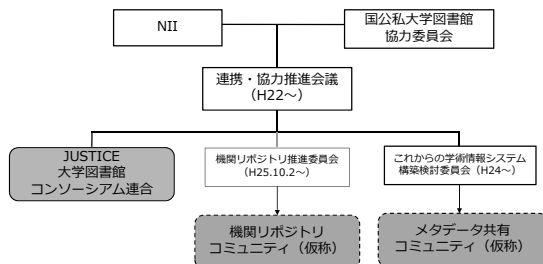 NII
国公私大学図書館
協力委員会
連携・協力推進会議
（H22～）
JUSTICE
大学図書館
コンソーシアム連合
機関リポジトリ推進委員会
（H25.10.2～）
これからの学術情報システム
構築検討委員会（H24～）
機関リポジトリ
コミュニティ（仮称）
メタデータ共有
コミュニティ（仮称）